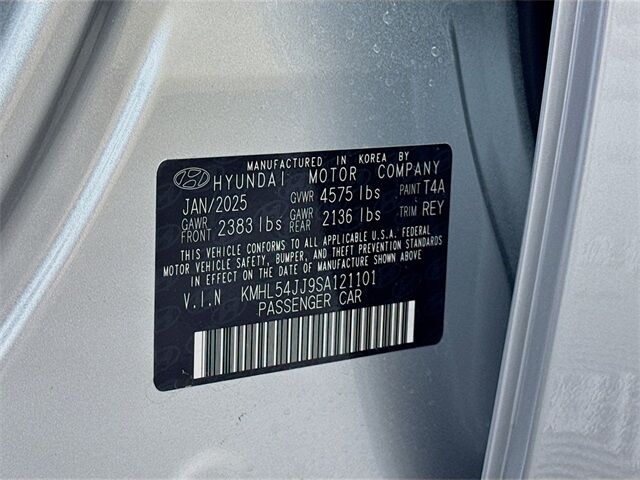 MANUFACTURED IN KOREA BY
HYUNDAI MOTOR COMPANY
JAN/2025 GVWR 4575 lbs PAINT T4A
GAWR FRONT 2383 lbs GAWR REAR 2136 lbs TRIM REY
THIS VEHICLE CONFORMS TO ALL APPLICABLE U.S.A. FEDERAL
MOTOR VEHICLE SAFETY, BUMPER, AND THEFT PREVENTION STANDARDS
IN EFFECT ON THE DATE OF MANUFACTURE SHOWN ABOVE.
V.I.N KMHL54JJ9SA121101
PASSENGER CAR